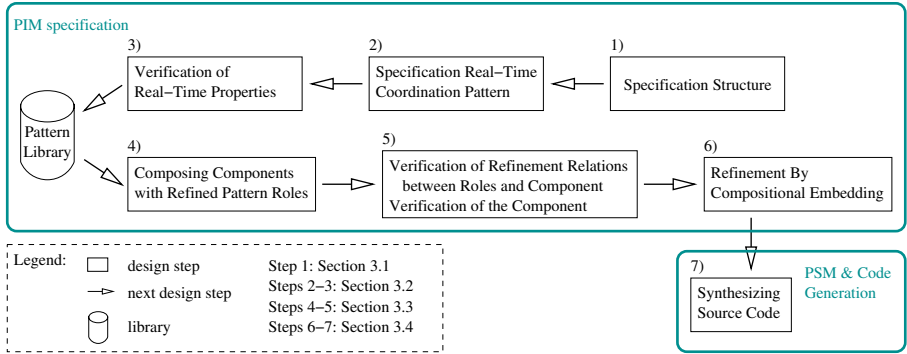 PIM specification
3)
2)
1)
Verification of
Real−Time Properties
Specification Real−Time
Coordination Pattern
Specification Structure
Pattern
Library
4)
5)
6)
Composing Components
with Refined Pattern Roles
Verification of Refinement Relations
between Roles and Component
Verification of the Component
Refinement By
Compositional Embedding
Legend:
design step
next design step
library
Step 1: Section 3.1
Steps 2−3: Section 3.2
Steps 4−5: Section 3.3
Steps 6−7: Section 3.4
7)
Synthesizing
Source Code
PSM & Code
Generation